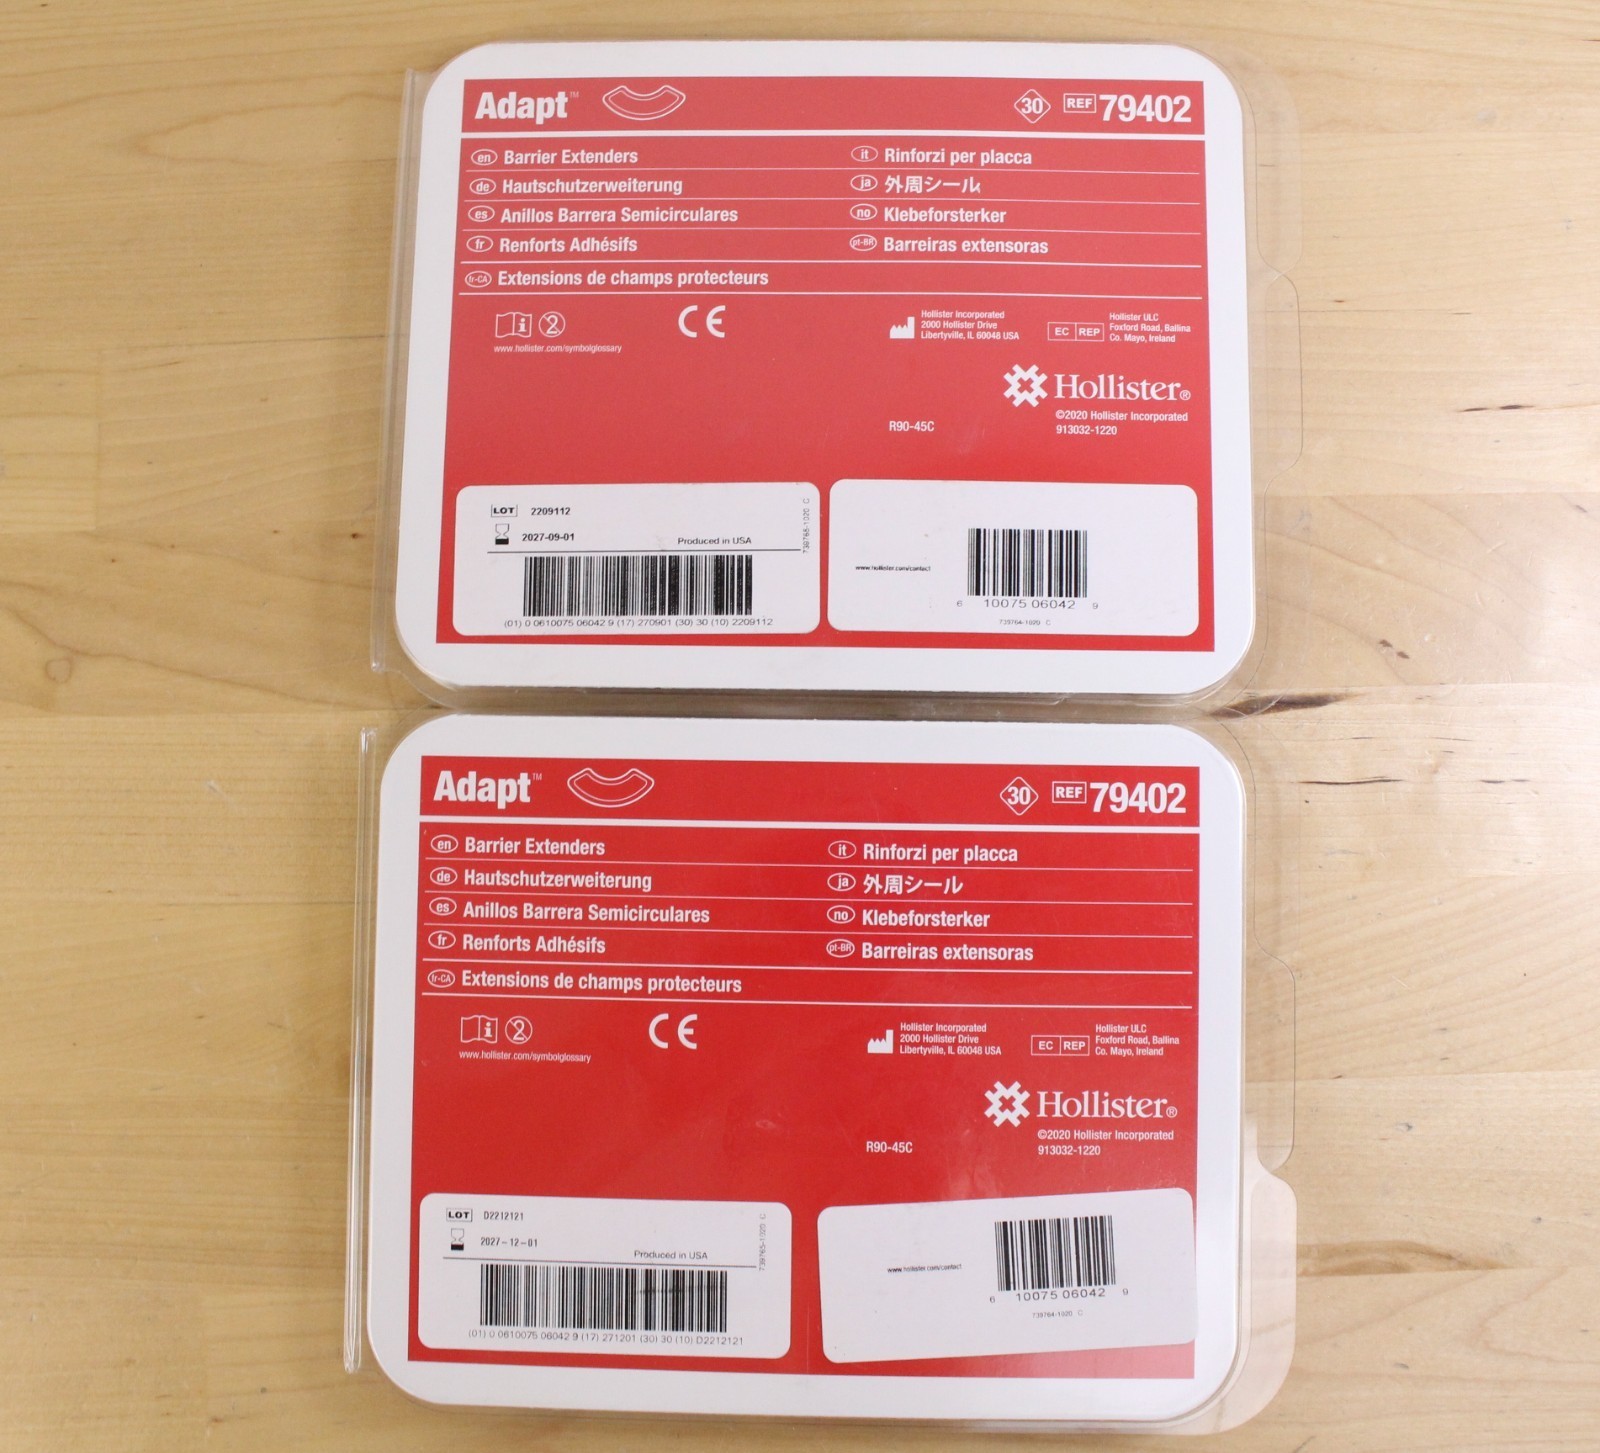 Adapt™ 30 REF 79402
en Barrier Extenders
de Hautschutzerweiterung
es Anillos Barrera Semicirculares
fr Renforts Adhésifs
fr-CA Extensions de champs protecteurs
it Rinforzi per placca
ja 外周シール
no Klebeforsterker
pt-BR Barreiras extensoras
www.hollister.com/symbolglossary
CE
Hollister Incorporated
2000 Hollister Drive
Libertyville, IL 60048 USA
EC REP
Hollister ULC
Foxford Road, Ballina
Co. Mayo, Ireland
Hollister®
©2020 Hollister Incorporated
913032-1220
R90-45C
LOT 2209112
2027-09-01
Produced in USA
739765-1020 C
(01) 0 0610075 06042 9 (17) 270901 (30) 30 (10) 2209112
www.hollister.com/contact
6 10075 06042 9
739764-1020 C
Adapt™ 30 REF 79402
en Barrier Extenders
de Hautschutzerweiterung
es Anillos Barrera Semicirculares
fr Renforts Adhésifs
fr-CA Extensions de champs protecteurs
it Rinforzi per placca
ja 外周シール
no Klebeforsterker
pt-BR Barreiras extensoras
www.hollister.com/symbolglossary
CE
Hollister Incorporated
2000 Hollister Drive
Libertyville, IL 60048 USA
EC REP
Hollister ULC
Foxford Road, Ballina
Co. Mayo, Ireland
Hollister®
©2020 Hollister Incorporated
913032-1220
R90-45C
LOT D2212121
2027-12-01
Produced in USA
739765-1020 C
(01) 0 0610075 06042 9 (17) 271201 (30) 30 (10) D2212121
www.hollister.com/contact
6 10075 06042 9
739764-1020 C